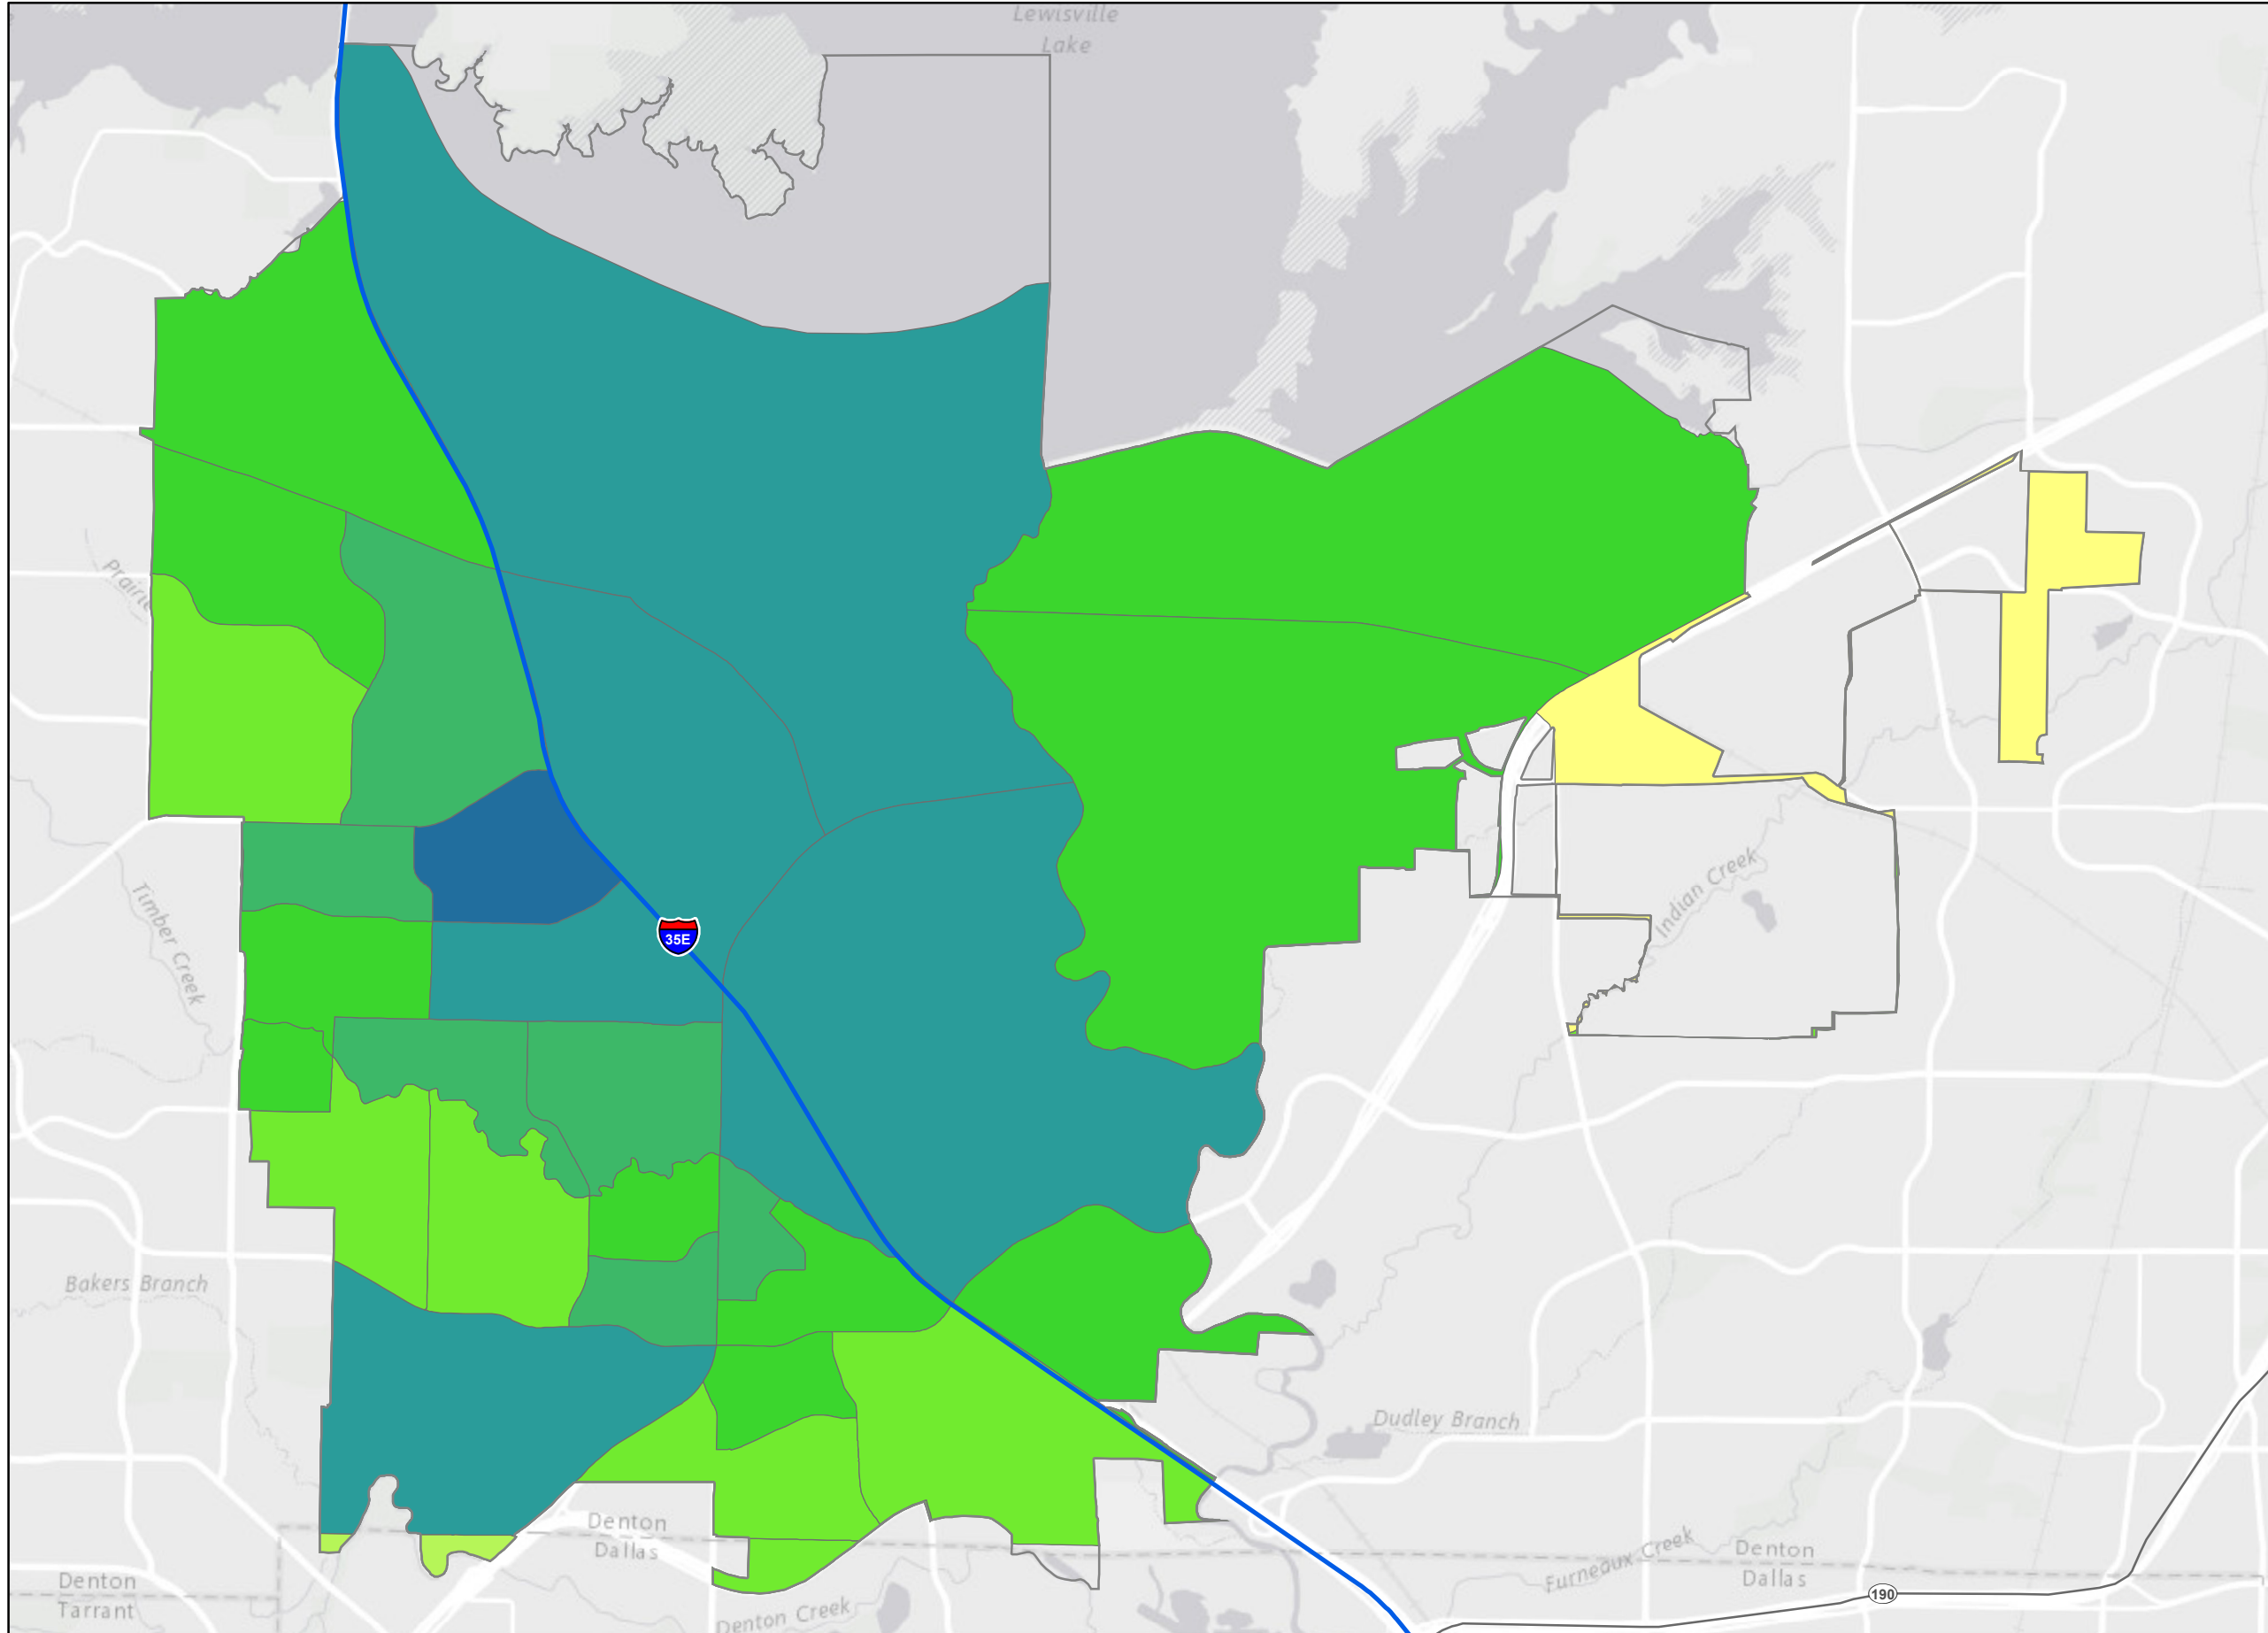 Lewisville
Lake
Prairie
Timber Creek
35E
Indian Creek
Bakers Branch
Dudley Branch
Denton
Dallas
Furneaux Creek
Denton
Dallas
Denton
Tarrant
Denton Creek
190